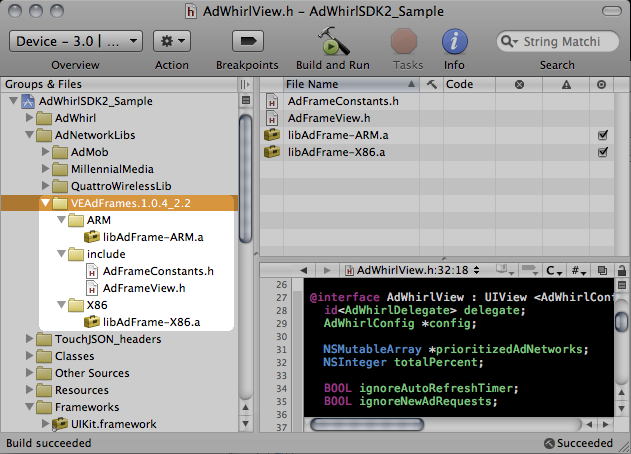 AdWhirlView.h - AdWhirlSDK2_Sample
Device - 3.0 | ...
String Matchi
Overview
Action
Breakpoints
Build and Run
Tasks
Info
Search
Groups & Files
AdWhirlSDK2_Sample
AdWhirl
AdNetworkLibs
AdMob
MillennialMedia
QuattroWirelessLib
VEAdFrames.1.0.4_2.2
ARM
libAdFrame-ARM.a
include
AdFrameConstants.h
AdFrameView.h
X86
libAdFrame-X86.a
TouchJSON_headers
Classes
Other Sources
Resources
Frameworks
UIKit.framework
File Name
Code
AdFrameConstants.h
AdFrameView.h
libAdFrame-ARM.a
libAdFrame-X86.a
AdWhirlView.h:32:18
C
#
26
27 @interface AdWhirlView : UIView <AdWhirlConf
28 id<AdWhirlDelegate> delegate;
29 AdWhirlConfig *config;
30
31 NSMutableArray *prioritizedAdNetworks;
32 NSInteger totalPercent;
33
34 BOOL ignoreAutoRefreshTimer;
35 BOOL ignoreNewAdRequests;
36
37
Build succeeded
Succeeded